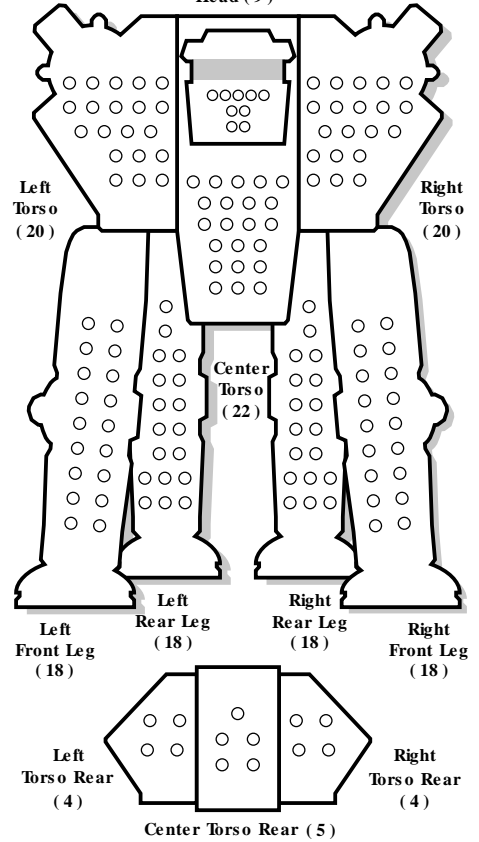 Head ( 9 )
Left
Torso
( 20 )
Right
Torso
( 20 )
Center
Torso
( 22 )
Left
Rear Leg
( 18 )
Right
Rear Leg
( 18 )
Left
Front Leg
( 18 )
Right
Front Leg
( 18 )
Left
Torso Rear
( 4 )
Right
Torso Rear
( 4 )
Center Torso Rear ( 5 )